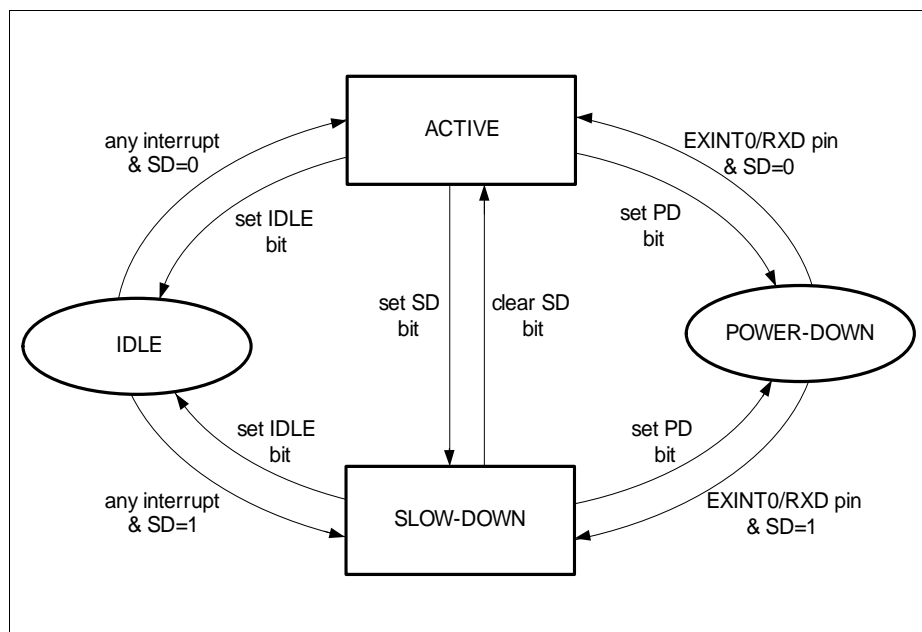 ACTIVE
any interrupt
& SD=0
EXINT0/RXD pin
& SD=0
set IDLE
bit
set PD
bit
set SD
bit
clear SD
bit
IDLE
POWER-DOWN
set IDLE
bit
set PD
bit
any interrupt
& SD=1
SLOW-DOWN
EXINT0/RXD pin
& SD=1